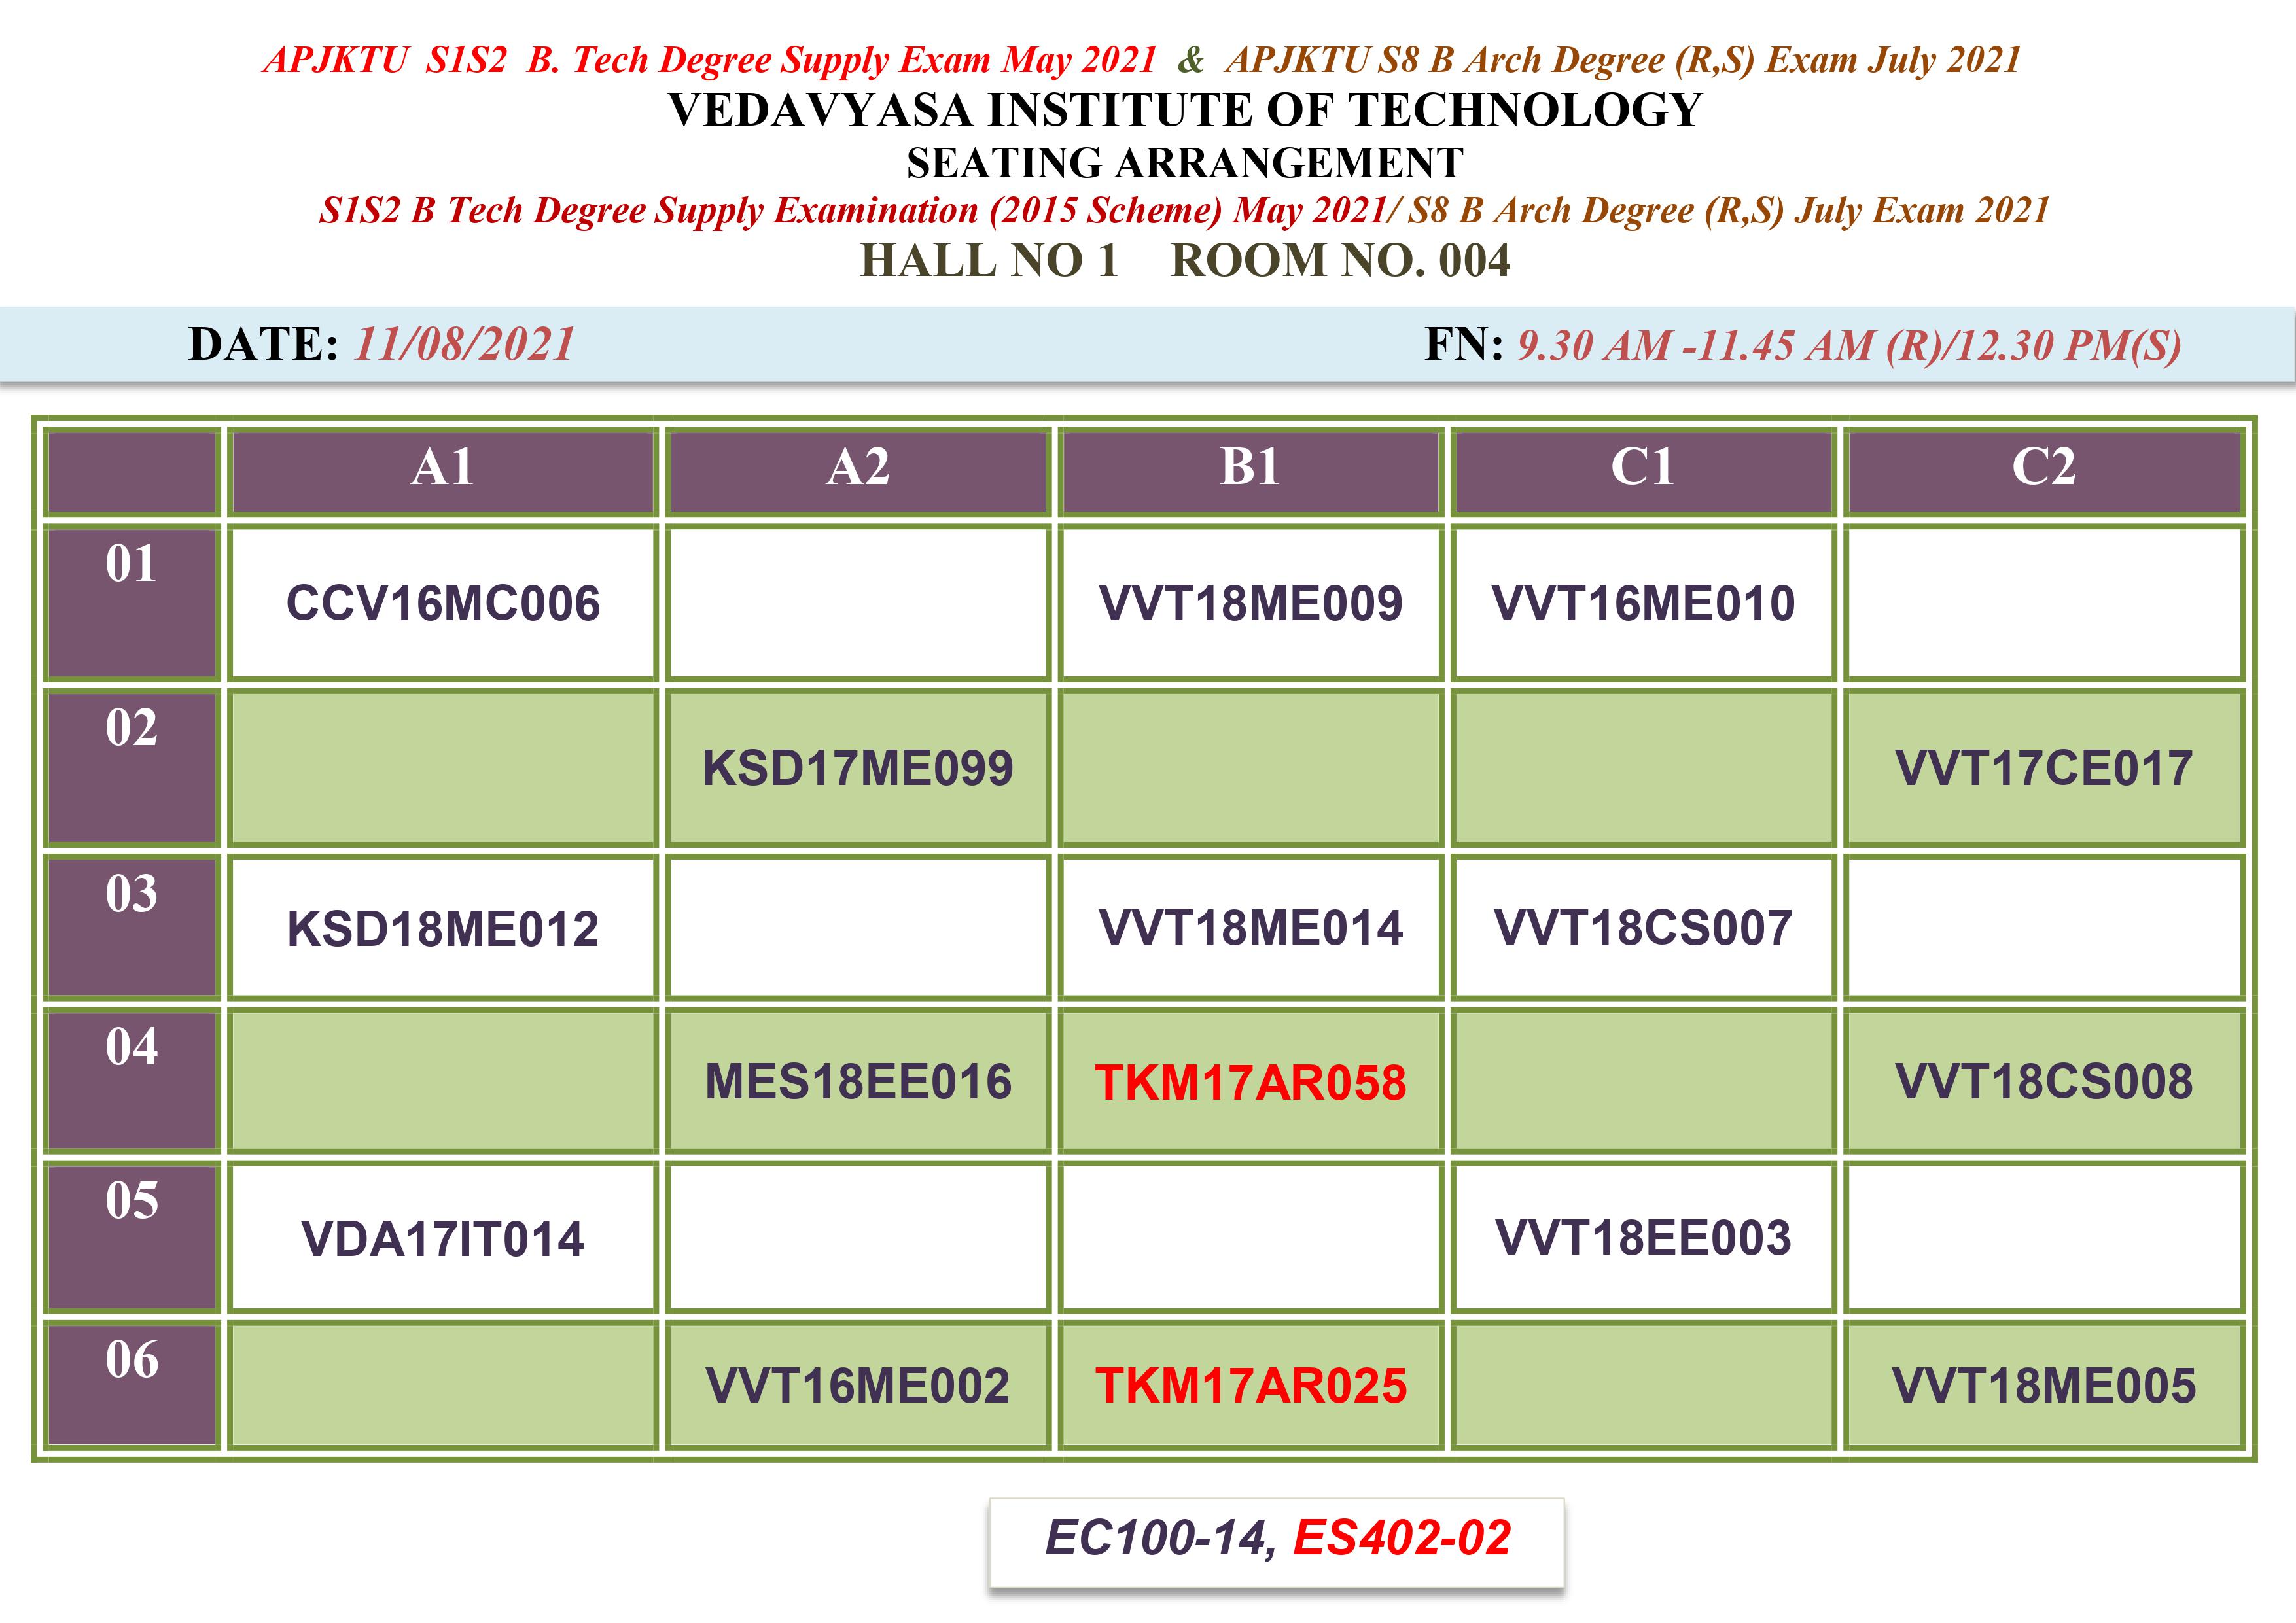 APJKTU S1S2 B. Tech Degree Supply Exam May 2021 & APJKTU S8 B Arch Degree (R,S) Exam July 2021
VEDAVYASA INSTITUTE OF TECHNOLOGY
SEATING ARRANGEMENT
S1S2 B Tech Degree Supply Examination (2015 Scheme) May 2021/ S8 B Arch Degree (R,S) July Exam 2021
HALL NO 1 ROOM NO. 004
DATE: 11/08/2021 FN: 9.30 AM -11.45 AM (R)/12.30 PM(S)
A1 A2 B1 C1 C2
01 CCV16MC006 VVT18ME009 VVT16ME010
02 KSD17ME099 VVT17CE017
03 KSD18ME012 VVT18ME014 VVT18CS007
04 MES18EE016 TKM17AR058 VVT18CS008
05 VDA17IT014 VVT18EE003
06 VVT16ME002 TKM17AR025 VVT18ME005
EC100-14, ES402-02